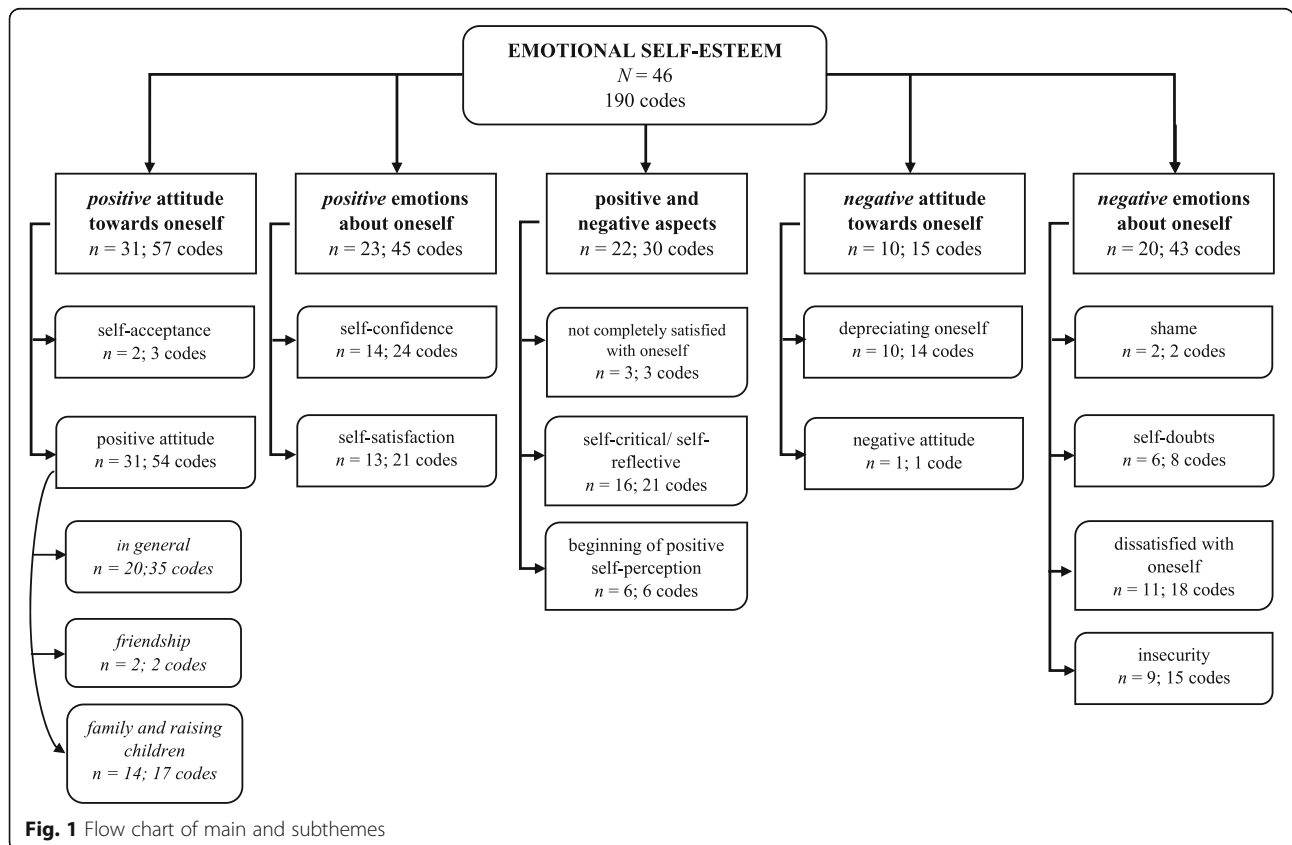 EMOTIONAL SELF-ESTEEM
N = 46
190 codes
positive attitude
towards oneself
n = 31; 57 codes
self-acceptance
n = 2; 3 codes
positive attitude
n = 31; 54 codes
in general
n = 20;35 codes
friendship
n = 2; 2 codes
family and raising
children
n = 14; 17 codes
positive emotions
about oneself
n = 23; 45 codes
self-confidence
n = 14; 24 codes
self-satisfaction
n = 13; 21 codes
positive and
negative aspects
n = 22; 30 codes
not completely satisfied
with oneself
n = 3; 3 codes
self-critical/ self-
reflective
n = 16; 21 codes
beginning of positive
self-perception
n = 6; 6 codes
negative attitude
towards oneself
n = 10; 15 codes
depreciating oneself
n = 10; 14 codes
negative attitude
n = 1; 1 code
negative emotions
about oneself
n = 20; 43 codes
shame
n = 2; 2 codes
self-doubts
n = 6; 8 codes
dissatisfied with
oneself
n = 11; 18 codes
insecurity
n = 9; 15 codes
Fig. 1 Flow chart of main and subthemes